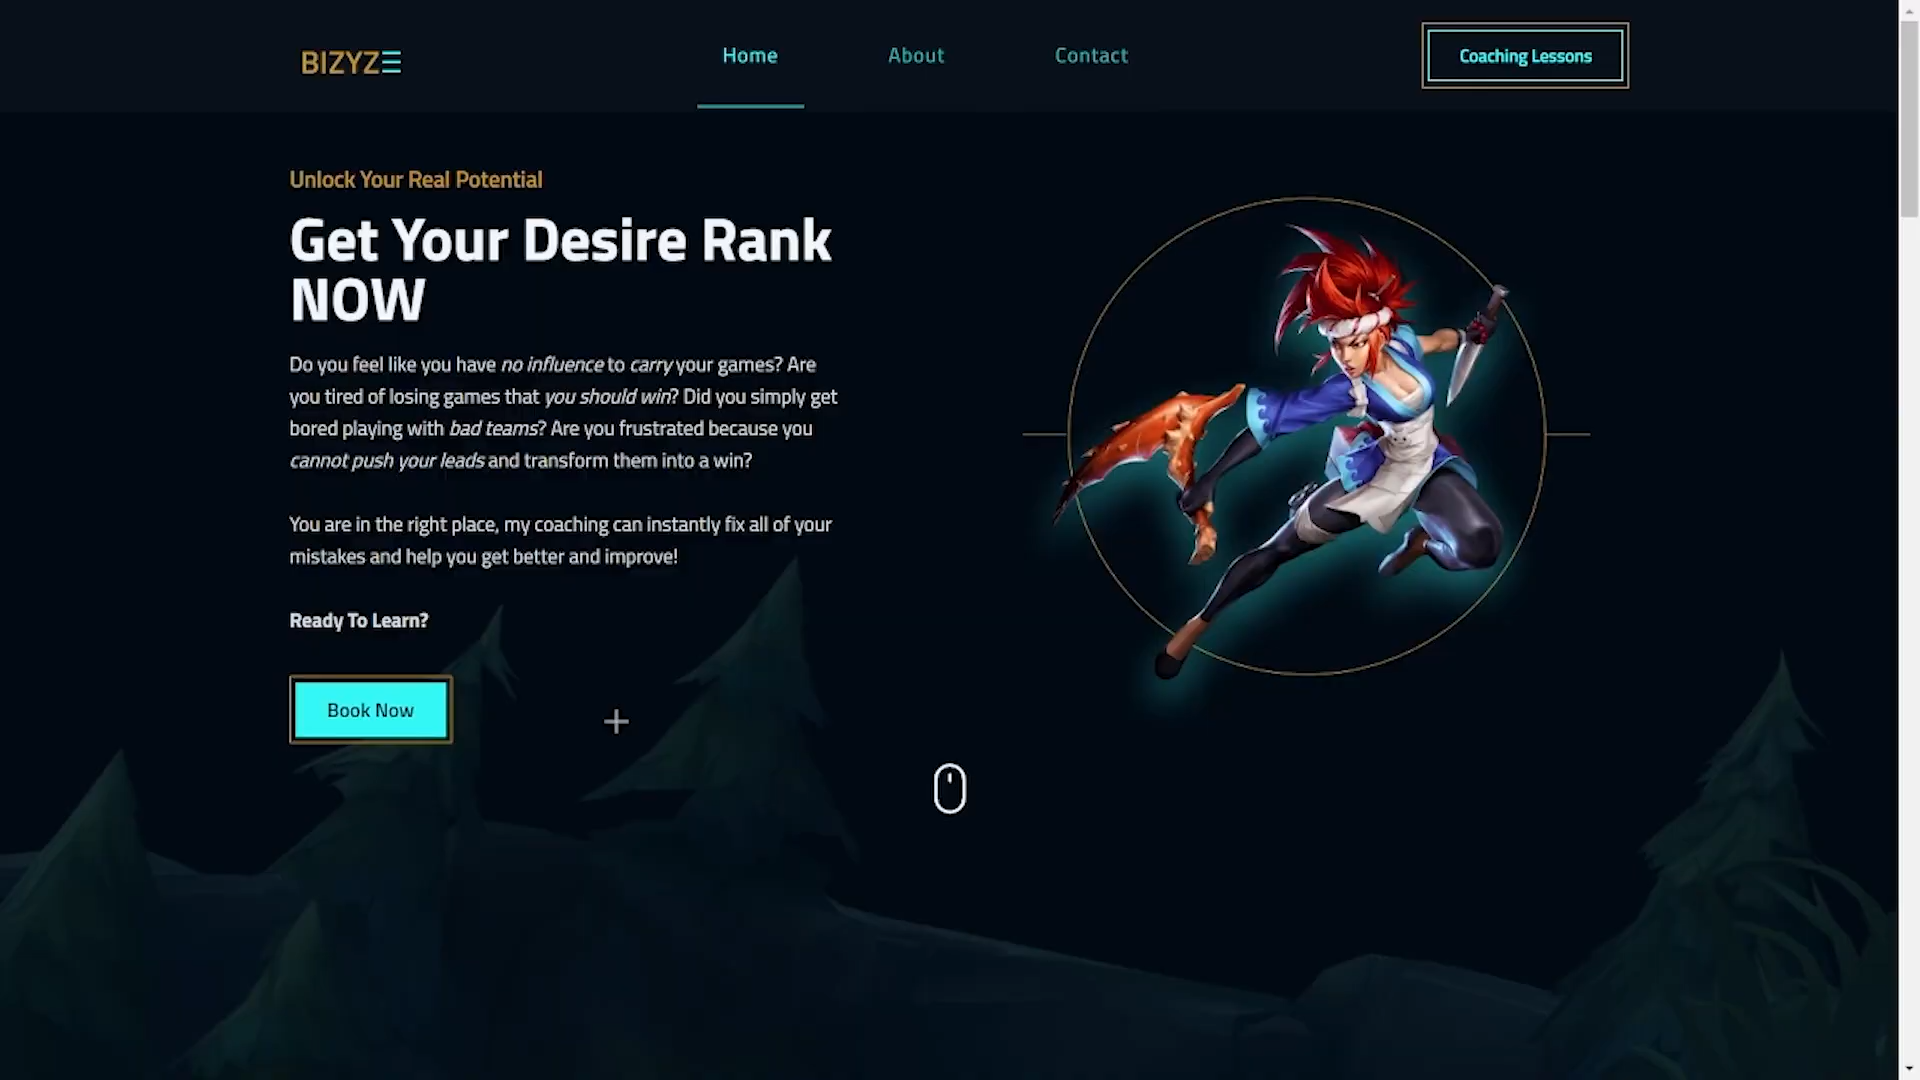 BIZYZE
Home
About
Contact
Coaching Lessons
Unlock Your Real Potential
Get Your Desire Rank
NOW
Do you feel like you have no influence to carry your games? Are
you tired of losing games that you should win? Did you simply get
bored playing with bad teams? Are you frustrated because you
cannot push your leads and transform them into a win?
You are in the right place, my coaching can instantly fix all of your
mistakes and help you get better and improve!
Ready To Learn?
Book Now